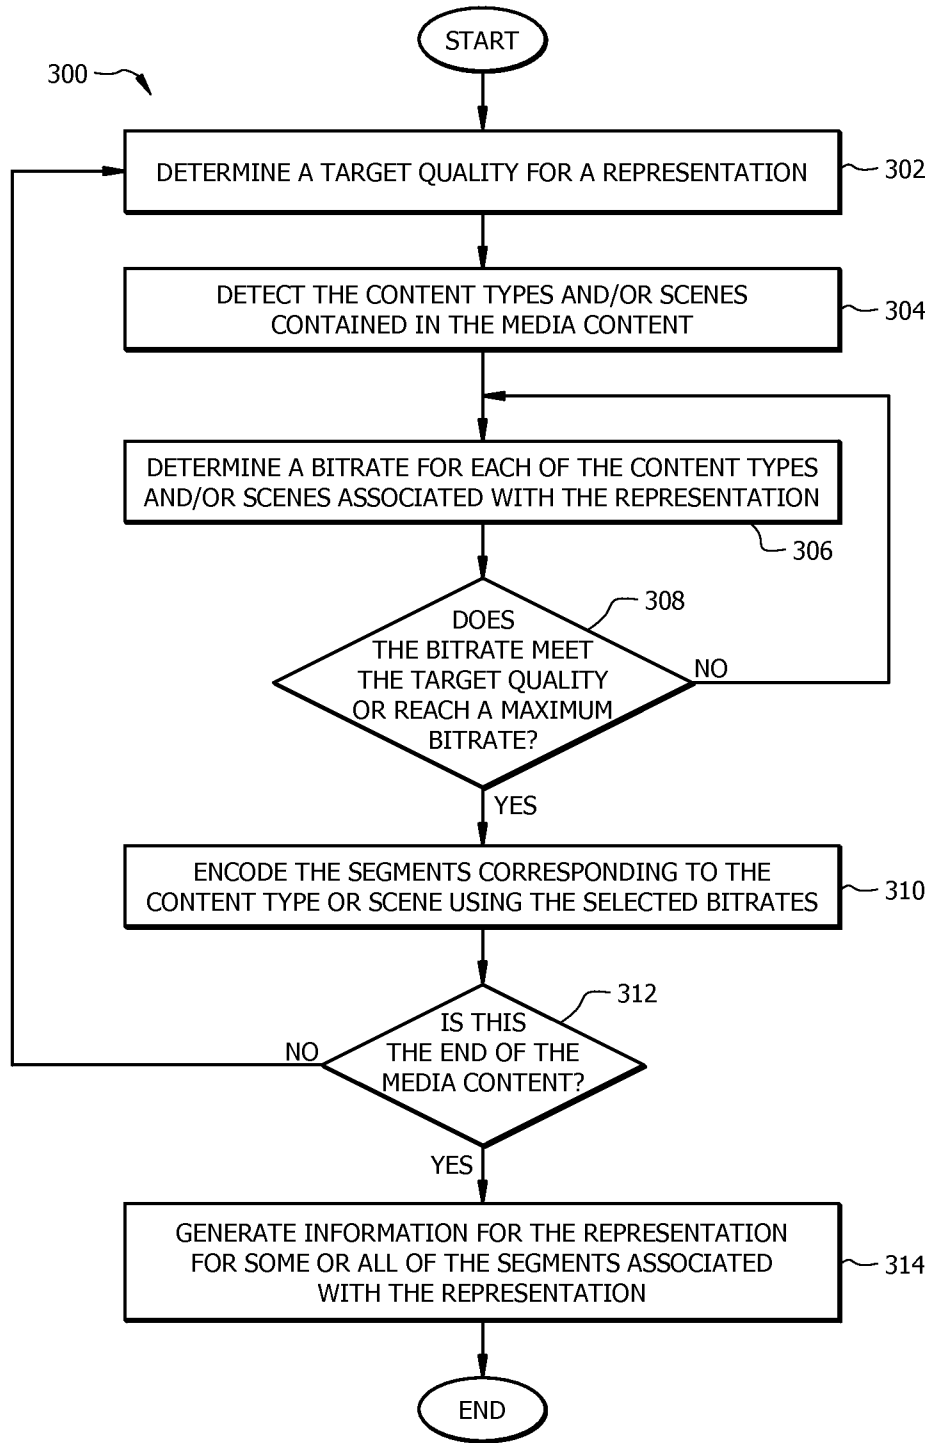 START
300
DETERMINE A TARGET QUALITY FOR A REPRESENTATION
302
DETECT THE CONTENT TYPES AND/OR SCENES
CONTAINED IN THE MEDIA CONTENT
304
DETERMINE A BITRATE FOR EACH OF THE CONTENT TYPES
AND/OR SCENES ASSOCIATED WITH THE REPRESENTATION
306
308
DOES
THE BITRATE MEET
THE TARGET QUALITY
OR REACH A MAXIMUM
BITRATE?
NO
YES
ENCODE THE SEGMENTS CORRESPONDING TO THE
CONTENT TYPE OR SCENE USING THE SELECTED BITRATES
310
312
IS THIS
THE END OF THE
MEDIA CONTENT?
NO
YES
GENERATE INFORMATION FOR THE REPRESENTATION
FOR SOME OR ALL OF THE SEGMENTS ASSOCIATED
WITH THE REPRESENTATION
314
END